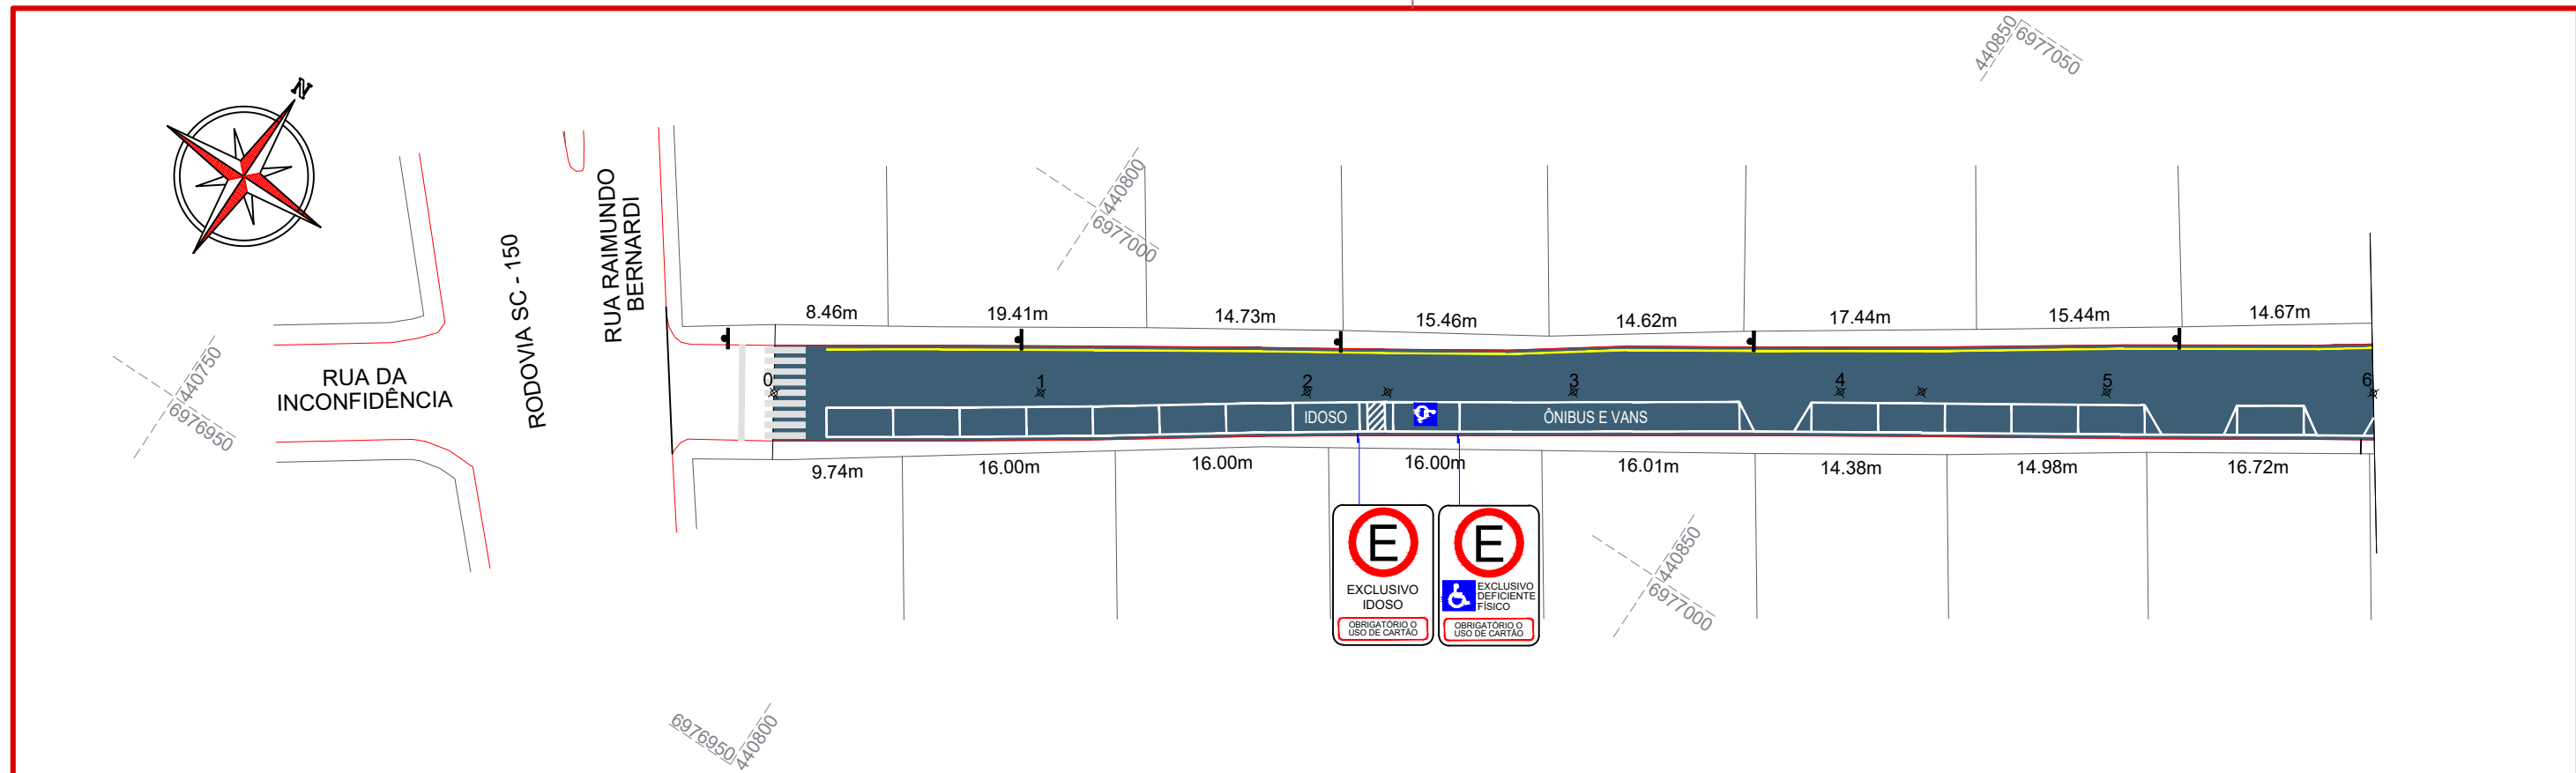 N
440850
6977050
440800
6977000
RUA RAIMUNDO
BERNARDI
RODOVIA SC - 150
440750
6976950
RUA DA
INCONFIDÊNCIA
8.46m
19.41m
14.73m
15.46m
14.62m
17.44m
15.44m
14.67m
0
1
2
3
4
5
6
IDOSO
ÔNIBUS E VANS
9.74m
16.00m
16.00m
16.00m
16.01m
14.38m
14.98m
16.72m
E
EXCLUSIVO
IDOSO
OBRIGATÓRIO O
USO DE CARTÃO
E
EXCLUSIVO
DEFICIENTE
FÍSICO
OBRIGATÓRIO O
USO DE CARTÃO
440850
6977000
6976950
440800